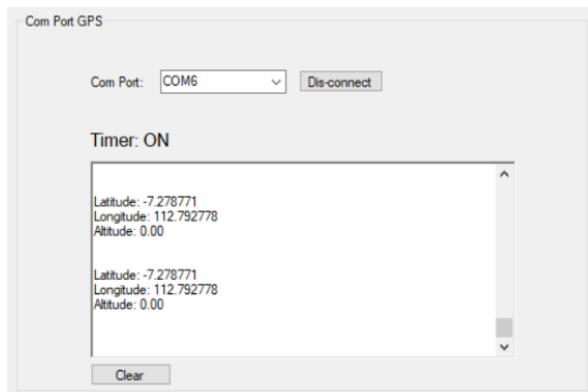 Com Port GPS
Com Port: COM6 Dis-connect
Timer: ON
Latitude: -7.278771
Longitude: 112.792778
Altitude: 0.00
Latitude: -7.278771
Longitude: 112.792778
Altitude: 0.00
Clear